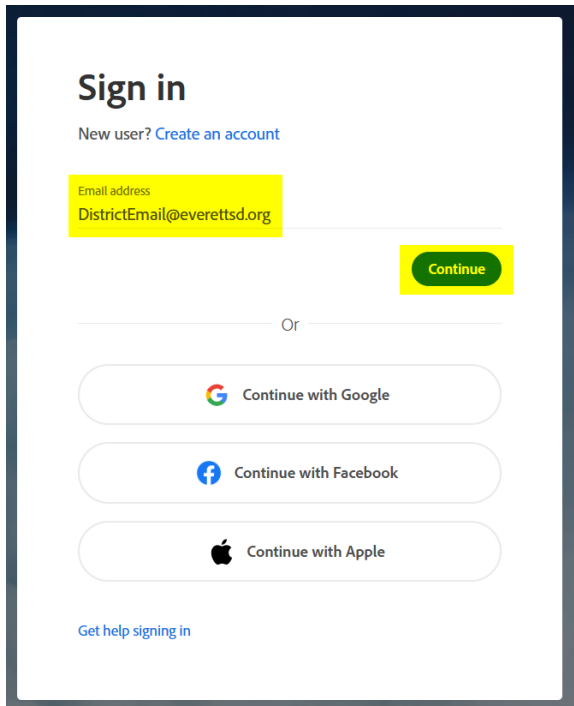 Sign in
New user? Create an account
Email address
DistrictEmail@everettsd.org
Continue
Or
Continue with Google
Continue with Facebook
Continue with Apple
Get help signing in